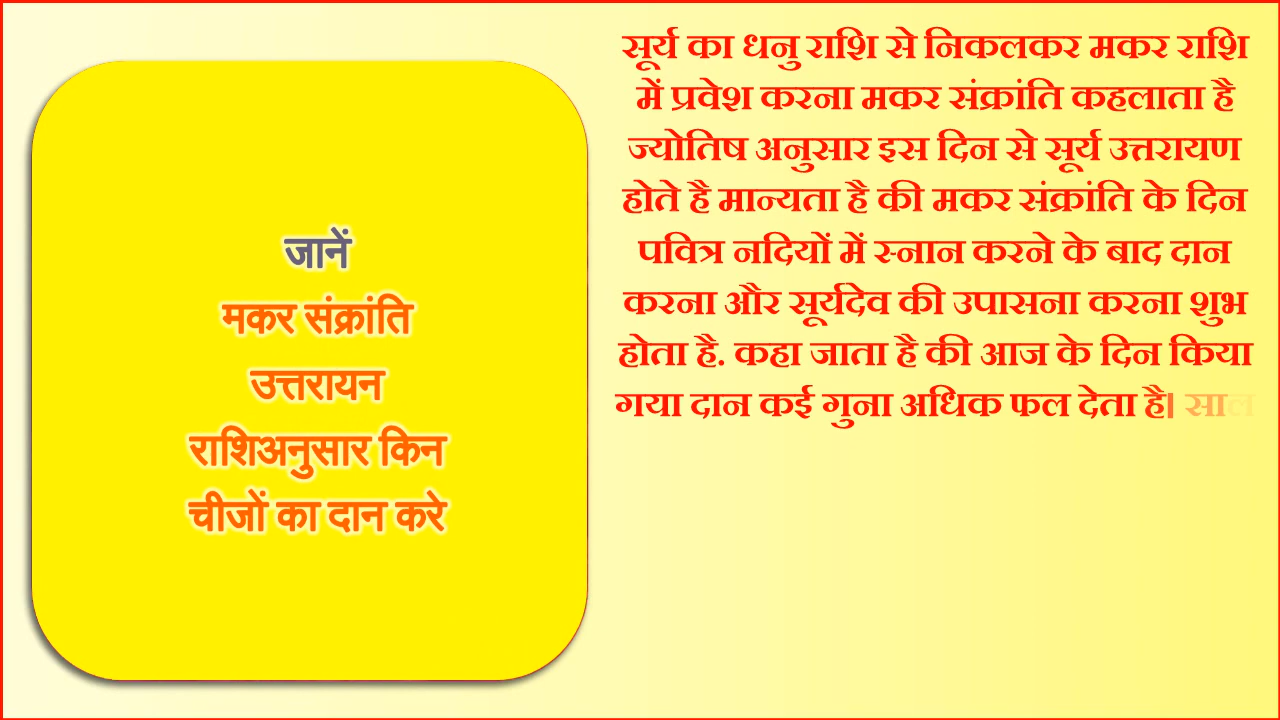 जानें
मकर संक्रांति
उत्तरायन
राशिअनुसार किन
चीजों का दान करे
सूर्य का धनु राशि से निकलकर मकर राशि
में प्रवेश करना मकर संक्रांति कहलाता है
ज्योतिष अनुसार इस दिन से सूर्य उत्तरायण
होते है मान्यता है की मकर संक्रांति के दिन
पवित्र नदियों में स्नान करने के बाद दान
करना और सूर्यदेव की उपासना करना शुभ
होता है. कहा जाता है की आज के दिन किया
गया दान कई गुना अधिक फल देता है। साल